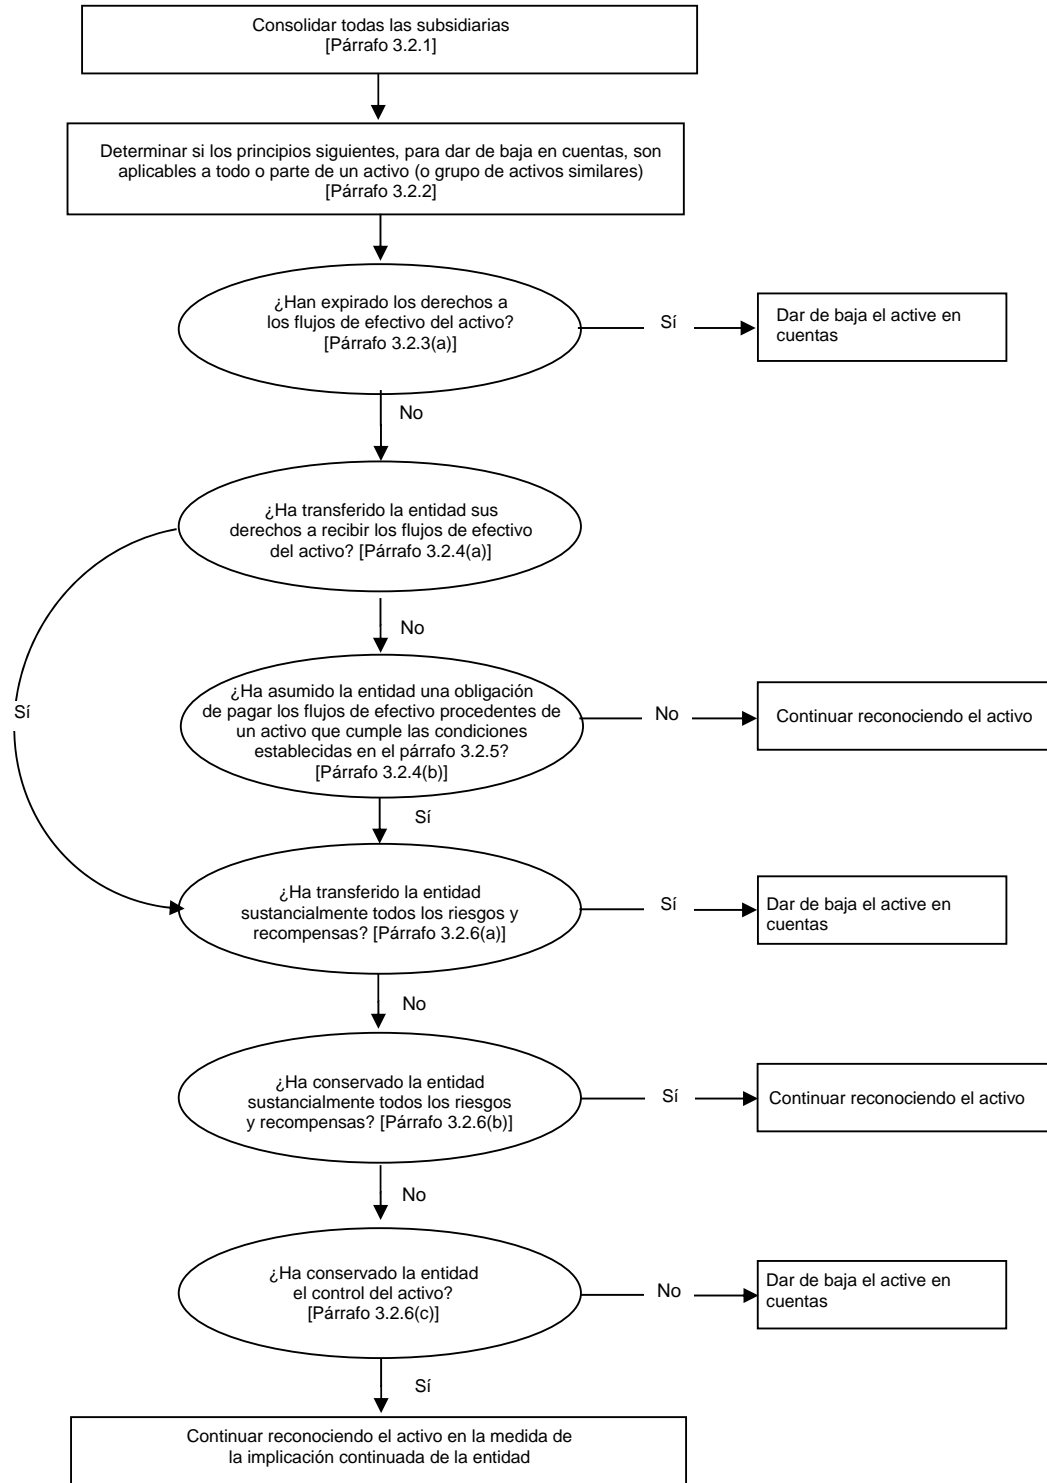 Consolidar todas las subsidiarias
[Párrafo 3.2.1]
Determinar si los principios siguientes, para dar de baja en cuentas, son
aplicables a todo o parte de un activo (o grupo de activos similares)
[Párrafo 3.2.2]
¿Han expirado los derechos a
los flujos de efectivo del activo?
[Párrafo 3.2.3(a)]
Sí
Dar de baja el active en
cuentas
No
¿Ha transferido la entidad sus
derechos a recibir los flujos de efectivo
del activo? [Párrafo 3.2.4(a)]
No
Sí
¿Ha asumido la entidad una obligación
de pagar los flujos de efectivo procedentes de
un activo que cumple las condiciones
establecidas en el párrafo 3.2.5?
[Párrafo 3.2.4(b)]
No
Continuar reconociendo el activo
Sí
¿Ha transferido la entidad
sustancialmente todos los riesgos y
recompensas? [Párrafo 3.2.6(a)]
Sí
Dar de baja el active en
cuentas
No
¿Ha conservado la entidad
sustancialmente todos los riesgos
y recompensas? [Párrafo 3.2.6(b)]
Sí
Continuar reconociendo el activo
No
¿Ha conservado la entidad
el control del activo?
[Párrafo 3.2.6(c)]
No
Dar de baja el active en
cuentas
Sí
Continuar reconociendo el activo en la medida de
la implicación continuada de la entidad